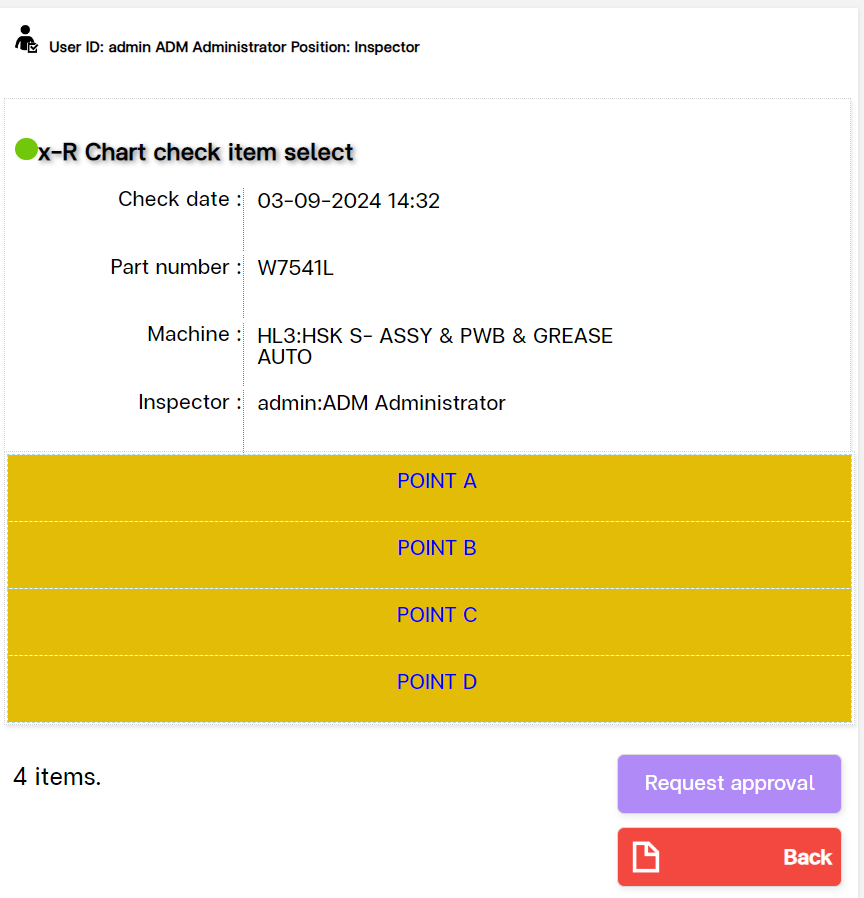 User ID: admin ADM Administrator Position: Inspector
x-R Chart check item select
Check date : 03-09-2024 14:32
Part number : W7541L
Machine : HL3:HSK S- ASSY & PWB & GREASE
AUTO
Inspector : admin:ADM Administrator
POINT A
POINT B
POINT C
POINT D
4 items.
Request approval
Back